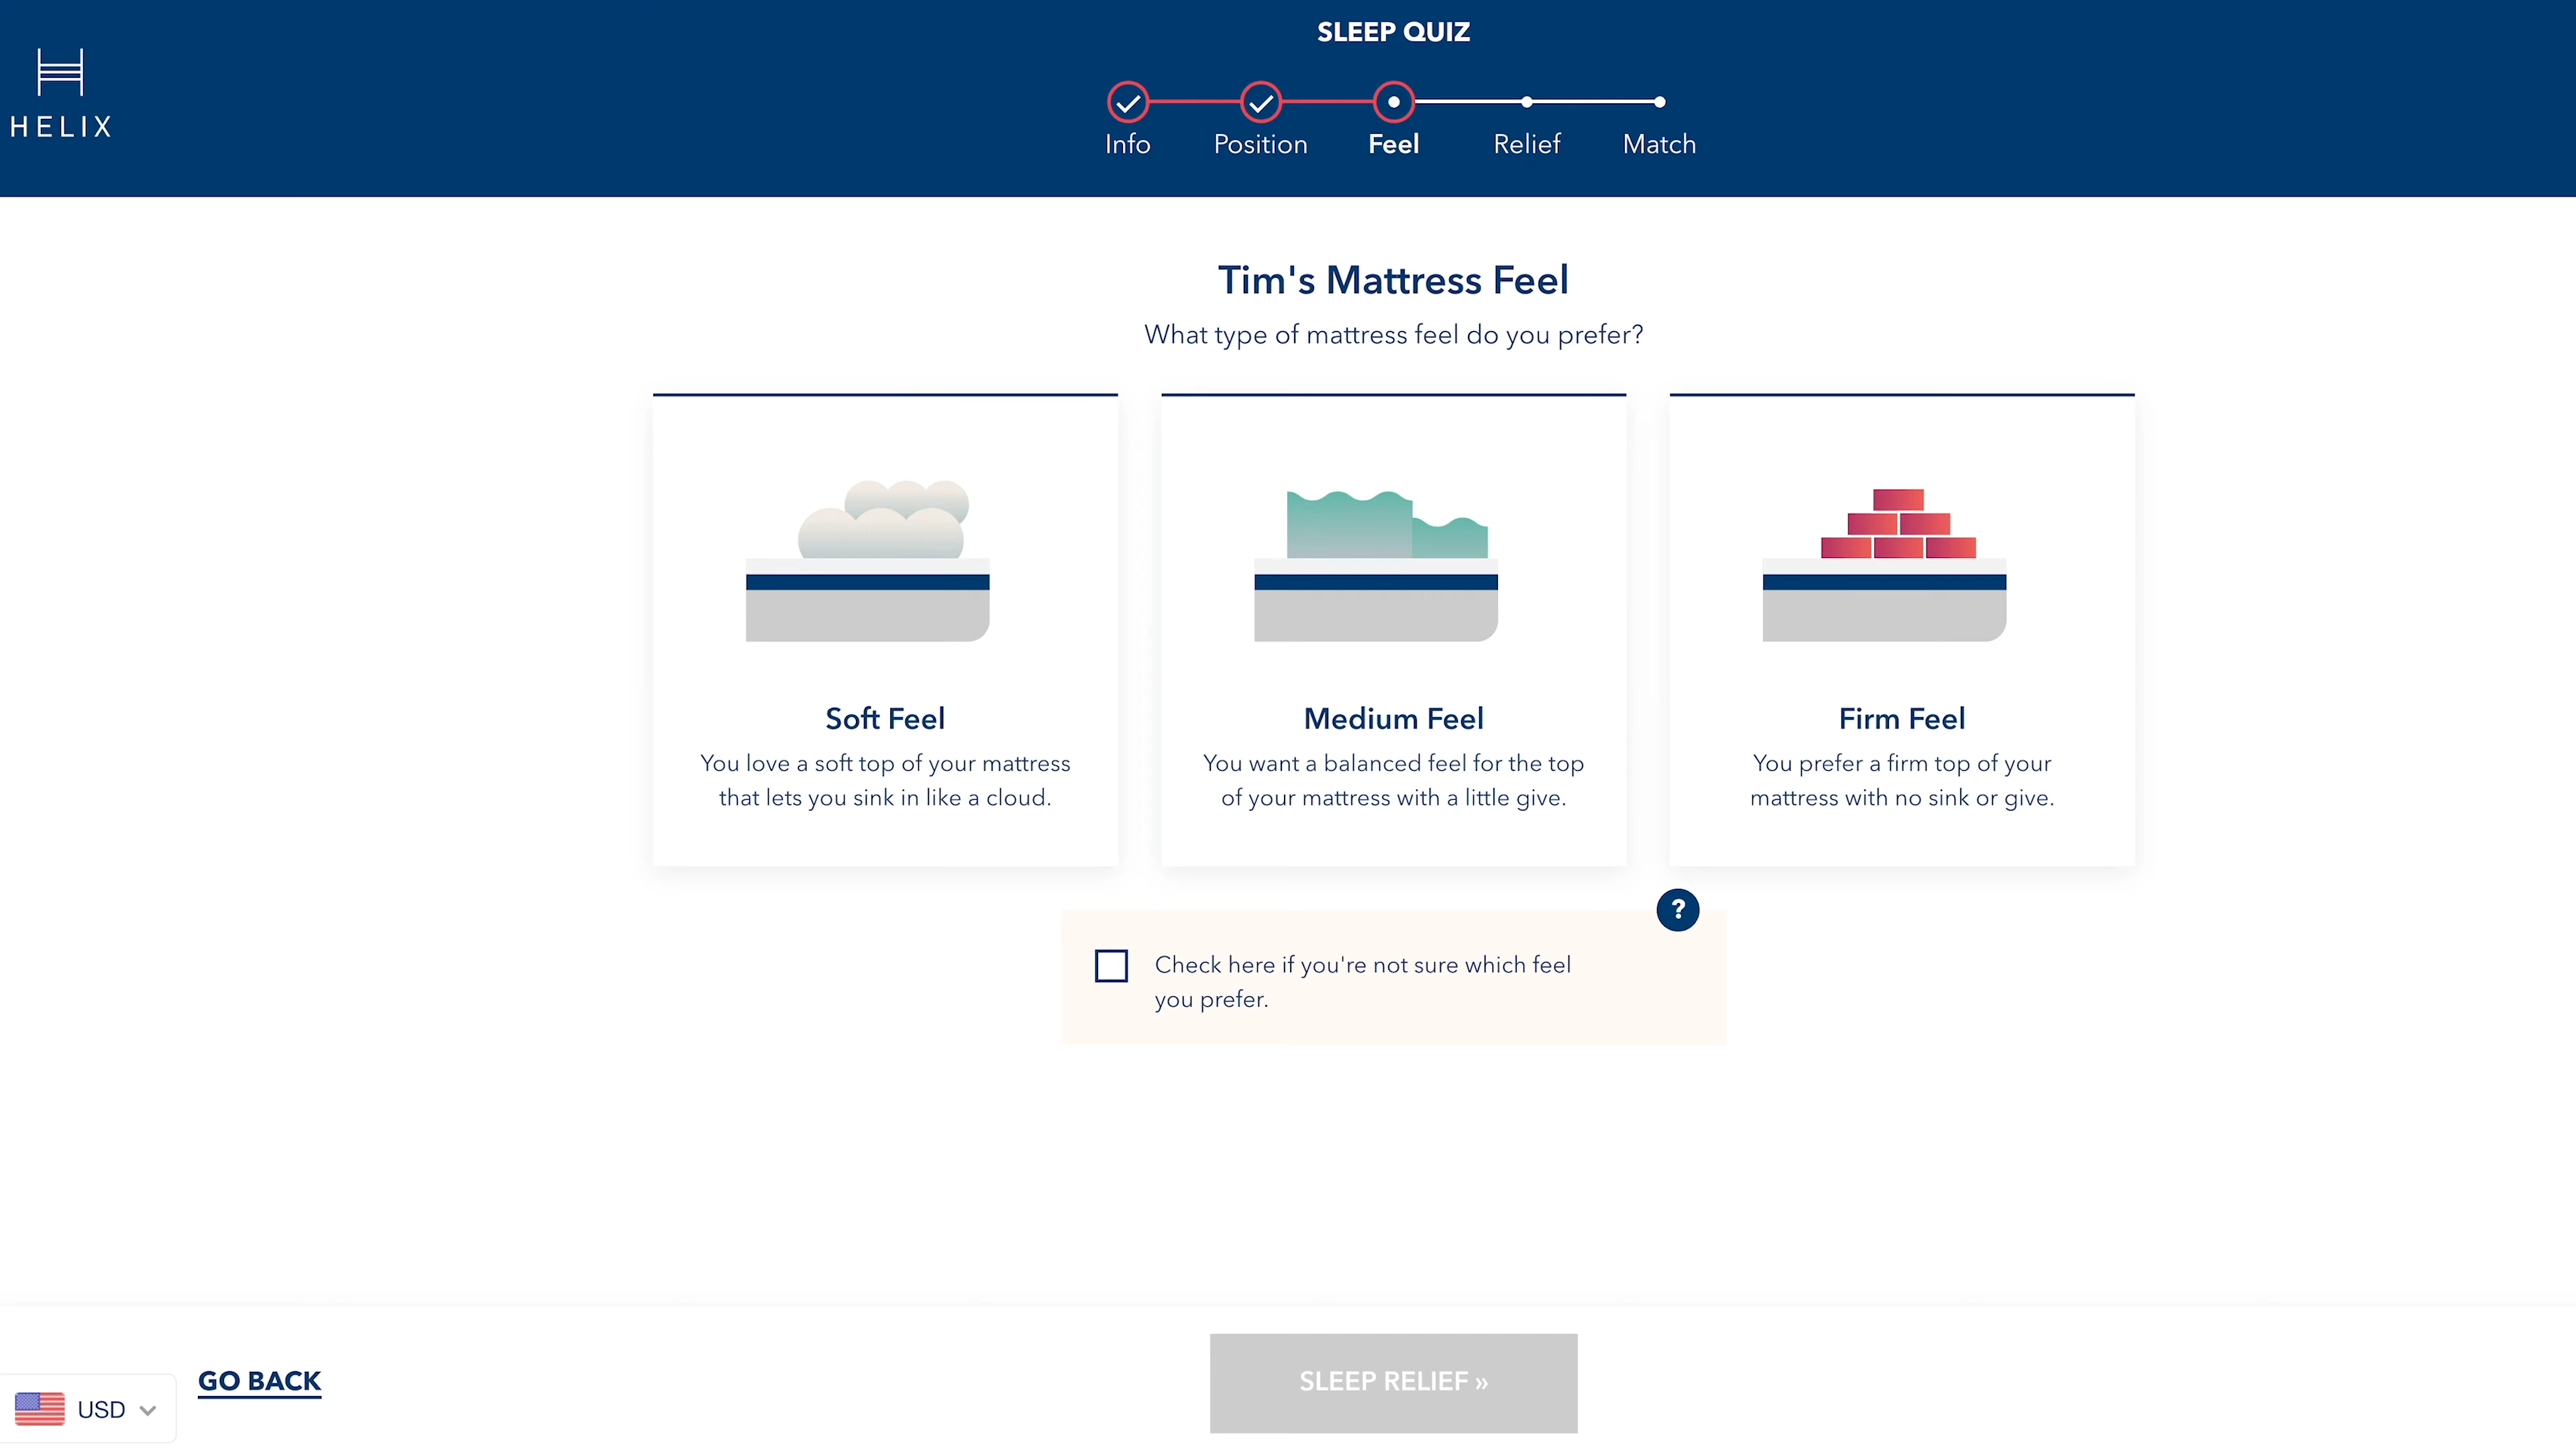 SLEEP QUIZ
HELIX
Info Position Feel Relief Match
Tim's Mattress Feel
What type of mattress feel do you prefer?
Soft Feel
You love a soft top of your mattress
that lets you sink in like a cloud.
Medium Feel
You want a balanced feel for the top
of your mattress with a little give.
Firm Feel
You prefer a firm top of your
mattress with no sink or give.
?
Check here if you're not sure which feel
you prefer.
GO BACK
SLEEP RELIEF »
USD